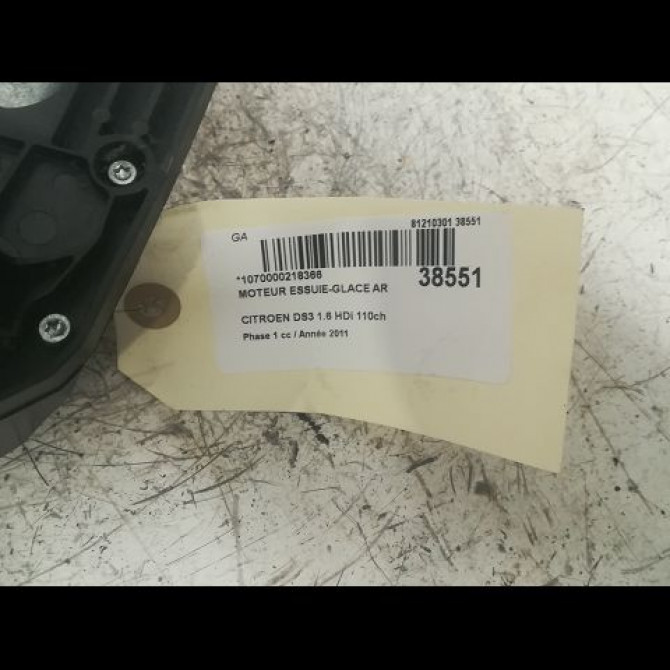 GA
81210301 38551
*1070000218366
38551
MOTEUR ESSUIE-GLACE AR
CITROEN DS3 1.6 HDi 110ch
Phase 1 cc / Année 2011